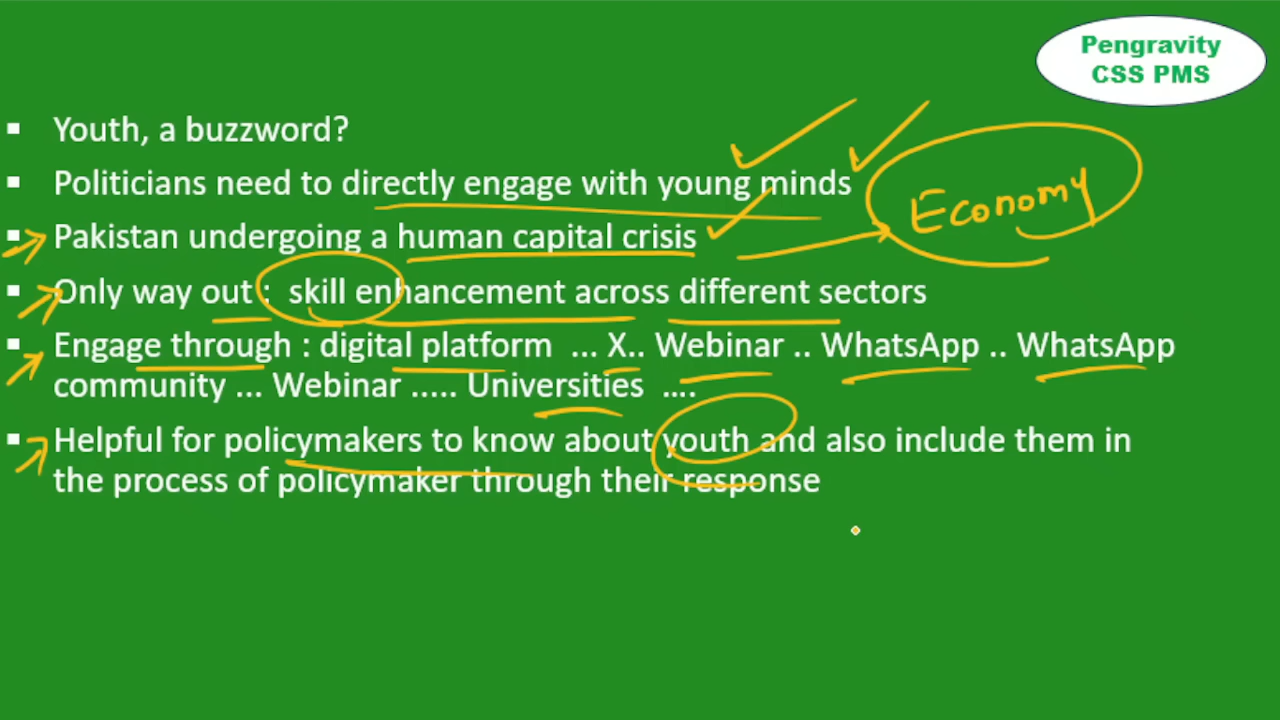 Pengravity
CSS PMS
Youth, a buzzword?
Politicians need to directly engage with young minds
Economy
Pakistan undergoing a human capital crisis
Only way out : skill enhancement across different sectors
Engage through : digital platform ... X.. Webinar .. WhatsApp .. WhatsApp
community ... Webinar ..... Universities ....
Helpful for policymakers to know about youth and also include them in
the process of policymaker through their response